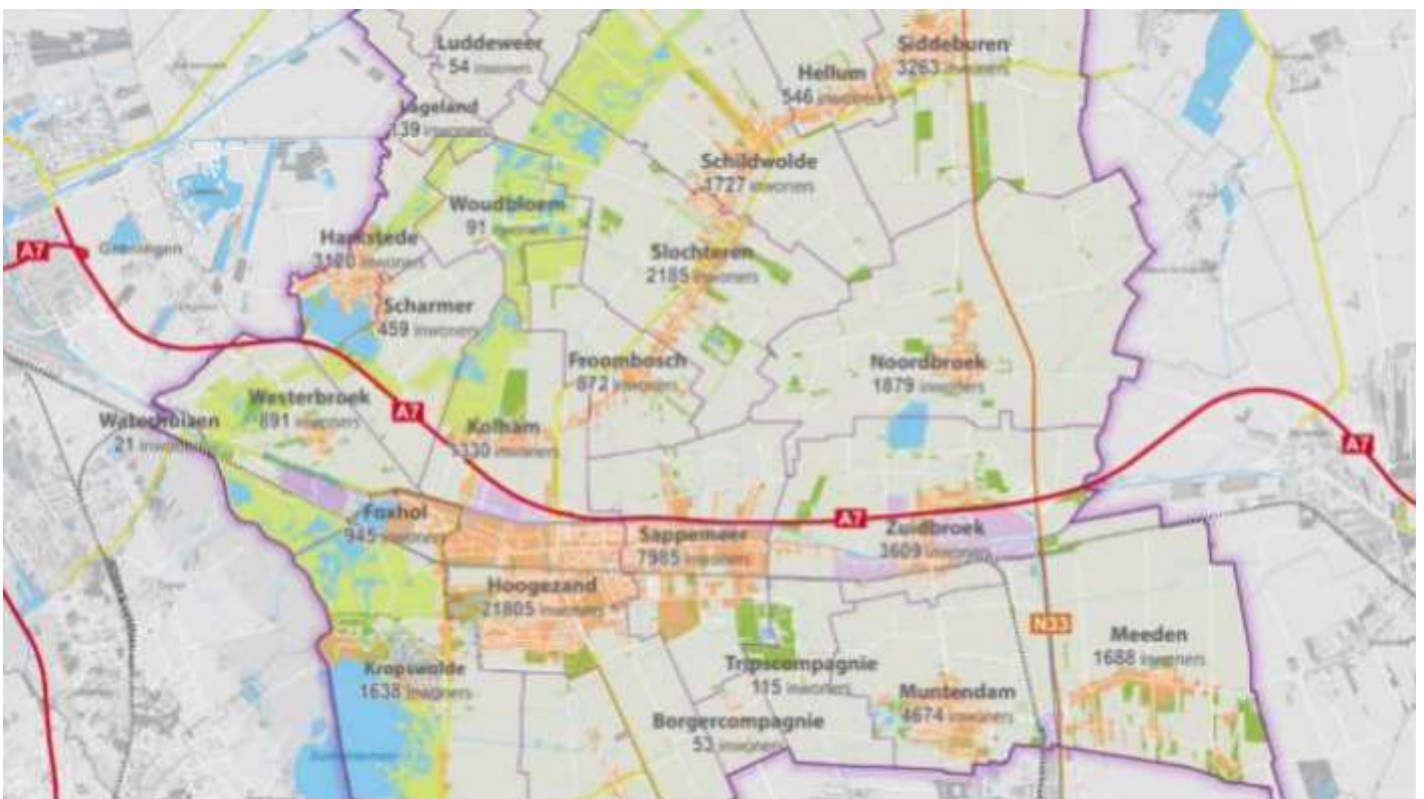 Luddeweer
54 inwoners
Siddeburen
3263 inwoners
Hellum
546 inwoners
Lageland
139 inwoners
Schildwolde
1727 inwoners
Woudbloem
91 inwoners
Harkstede
inwoners
A7
Groningen
Slochteren
2185 inwoners
Scharmer
459 inwoners
Froombosch
872 inwoners
Noordbroek
1879 inwoners
Westerbroek
891 inwoners
A7
Waterhuizen
21 inwoners
Kolham
1330 inwoners
A7
Foxhol
945 inwoners
A7
Sappemeer
7985 inwoners
Zuidbroek
3609 inwoners
Hoogezand
21805 inwoners
N33
Meeden
1688 inwoners
Kropswolde
1638 inwoners
Tripscompagnie
115 inwoners
Muntendam
4674 inwoners
Borgercompagnie
53 inwoners